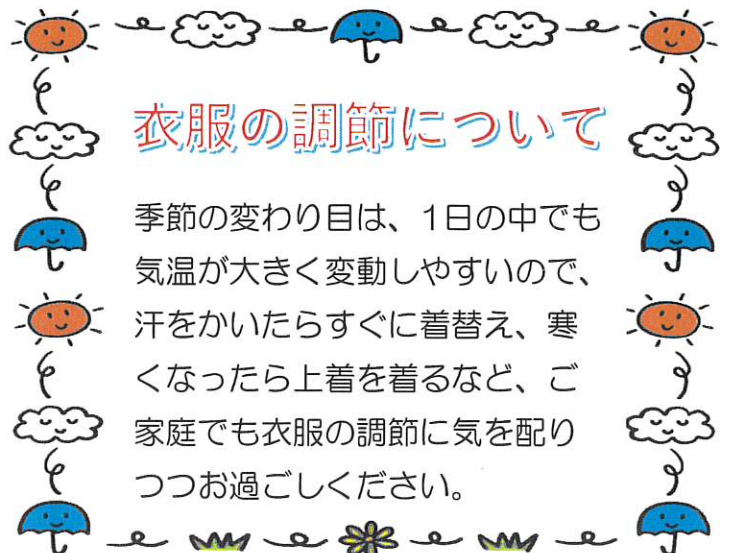 衣服の調節について
季節の変わり目は、1日の中でも
気温が大きく変動しやすいので、
汗をかいたらすぐに着替え、寒
くなったら上着を着るなど、ご
家庭でも衣服の調節に気を配り
つつお過ごしください。